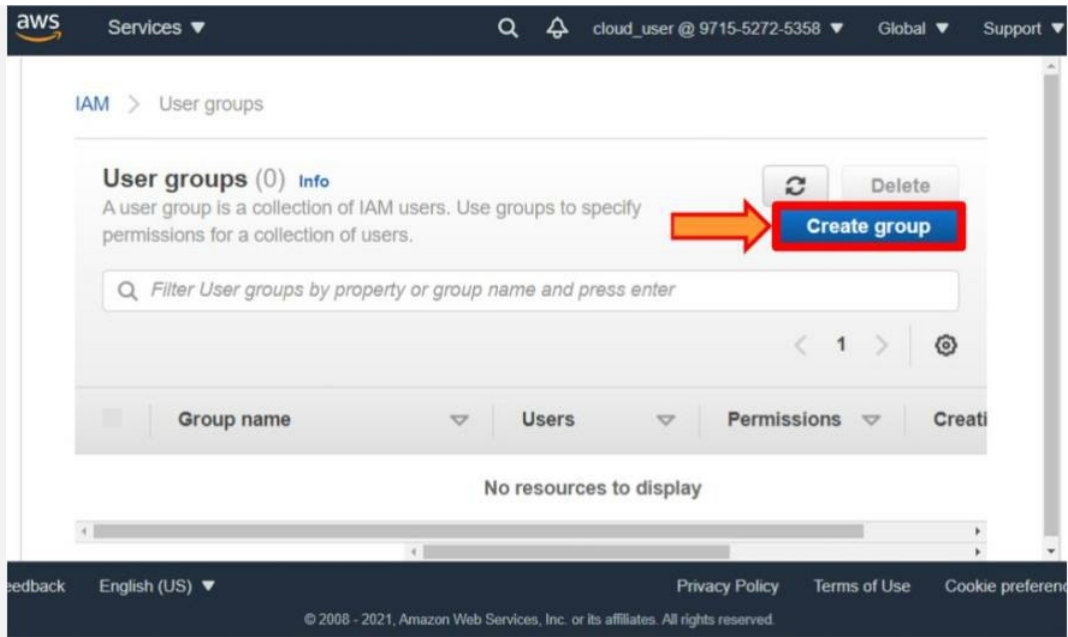 aws Services cloud_user @ 9715-5272-5358 Global Support
IAM > User groups
User groups (0) Info
A user group is a collection of IAM users. Use groups to specify
permissions for a collection of users.
Delete
Create group
Filter User groups by property or group name and press enter
< 1 >
Group name Users Permissions Creati
No resources to display
eedback English (US) Privacy Policy Terms of Use Cookie preferenc
© 2008 - 2021, Amazon Web Services, Inc. or its affiliates. All rights reserved.